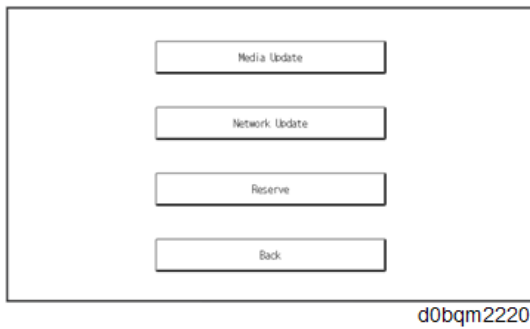 Media Update
Network Update
Reserve
Back
d0bqm2220